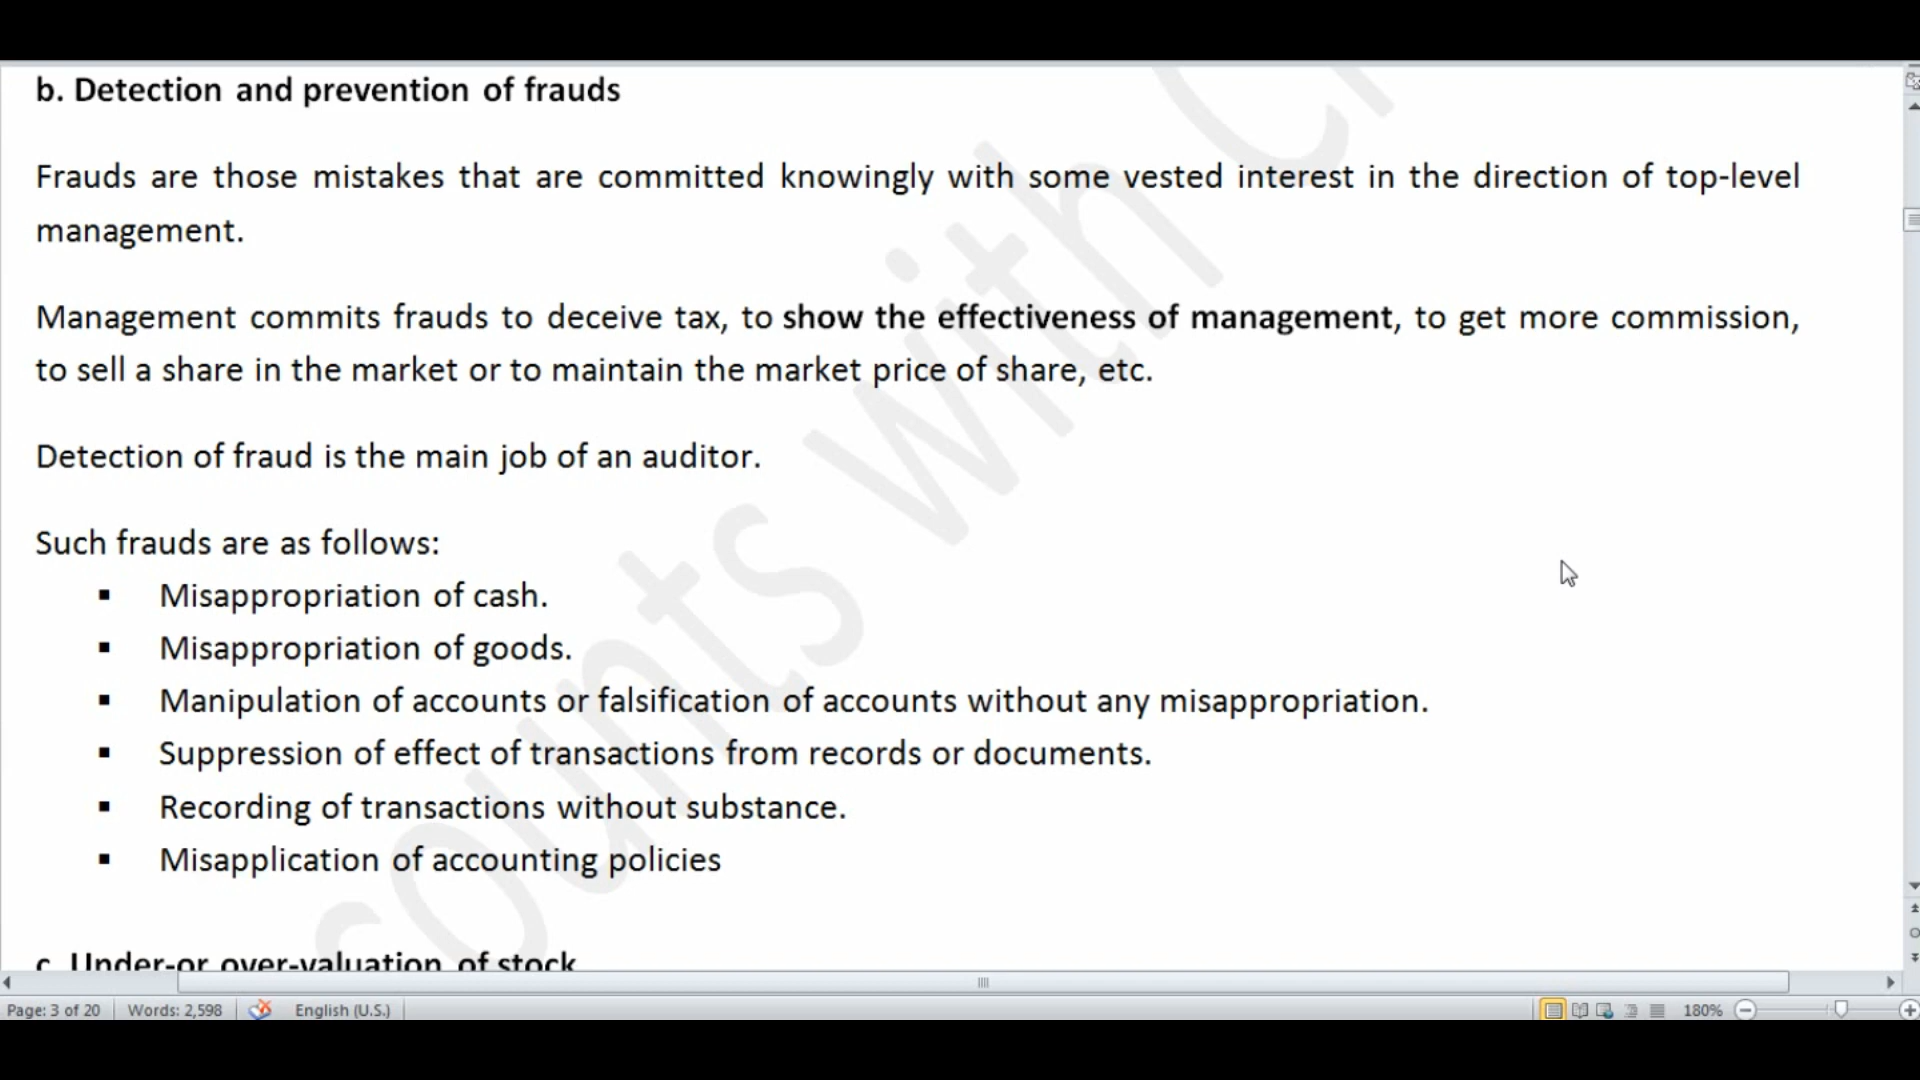 b. Detection and prevention of frauds
Frauds are those mistakes that are committed knowingly with some vested interest in the direction of top-level
management.
Management commits frauds to deceive tax, to show the effectiveness of management, to get more commission,
to sell a share in the market or to maintain the market price of share, etc.
Detection of fraud is the main job of an auditor.
Such frauds are as follows:
▪ Misappropriation of cash.
▪ Misappropriation of goods.
▪ Manipulation of accounts or falsification of accounts without any misappropriation.
▪ Suppression of effect of transactions from records or documents.
▪ Recording of transactions without substance.
▪ Misapplication of accounting policies
c. Under-or over-valuation of stock
Page: 3 of 20 Words: 2,598 English (U.S.) 180%
with